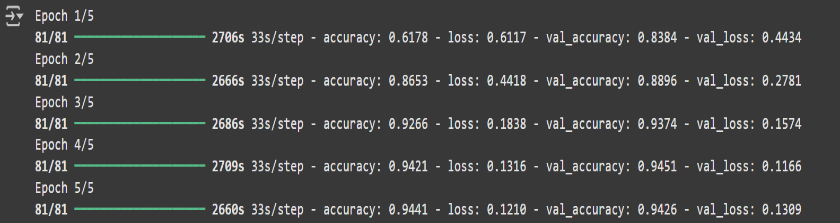 Epoch 1/5
81/81 ━━━━━━━━━━━━━━━━━━━━ 2706s 33s/step - accuracy: 0.6178 - loss: 0.6117 - val_accuracy: 0.8384 - val_loss: 0.4434
Epoch 2/5
81/81 ━━━━━━━━━━━━━━━━━━━━ 2666s 33s/step - accuracy: 0.8653 - loss: 0.4418 - val_accuracy: 0.8896 - val_loss: 0.2781
Epoch 3/5
81/81 ━━━━━━━━━━━━━━━━━━━━ 2686s 33s/step - accuracy: 0.9266 - loss: 0.1838 - val_accuracy: 0.9374 - val_loss: 0.1574
Epoch 4/5
81/81 ━━━━━━━━━━━━━━━━━━━━ 2709s 33s/step - accuracy: 0.9421 - loss: 0.1316 - val_accuracy: 0.9451 - val_loss: 0.1166
Epoch 5/5
81/81 ━━━━━━━━━━━━━━━━━━━━ 2660s 33s/step - accuracy: 0.9441 - loss: 0.1210 - val_accuracy: 0.9426 - val_loss: 0.1309